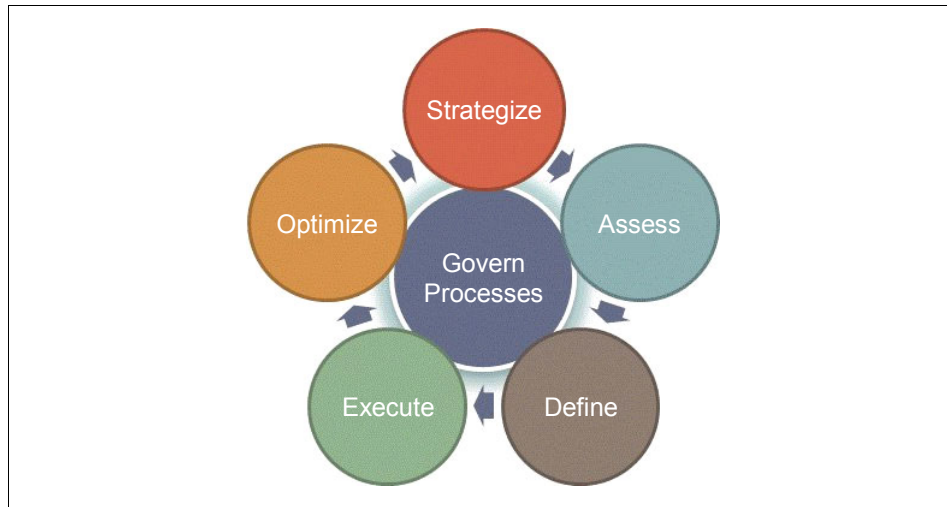 Strategize
Assess
Define
Execute
Optimize
Govern
Processes